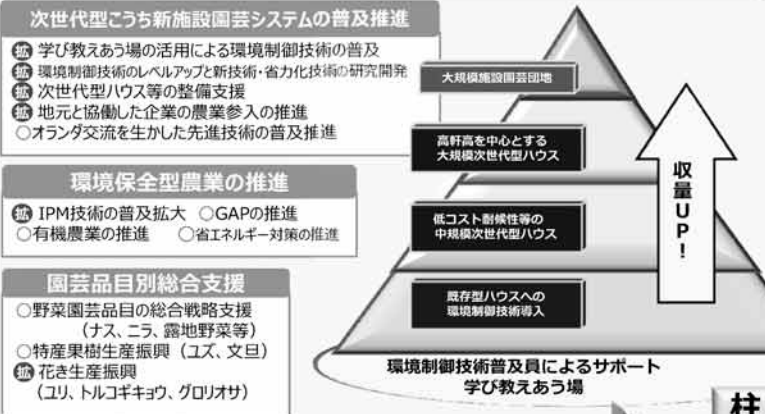 次世代型こうち新施設園芸システムの普及推進
拡 学び教えあう場の活用による環境制御技術の普及
拡 環境制御技術のレベルアップと新技術・省力化技術の研究開発
拡 次世代型ハウス等の整備支援
拡 地元と協働した企業の農業参入の推進
○オランダ交流を生かした先進技術の普及推進
環境保全型農業の推進
拡 IPM技術の普及拡大 ○GAPの推進
○有機農業の推進 ○省エネルギー対策の推進
園芸品目別総合支援
○野菜園芸品目の総合戦略支援
(ナス、ニラ、露地野菜等)
○特産果樹生産振興(ユズ、文旦)
拡 花き生産振興
(ユリ、トルコギキョウ、グロリオサ)
大規模施設園芸団地
高軒高を中心とする
大規模次世代型ハウス
低コスト耐候性等の
中規模次世代型ハウス
既存型ハウスへの
環境制御技術導入
収量UP!
環境制御技術普及員によるサポート
学び教えあう場
柱